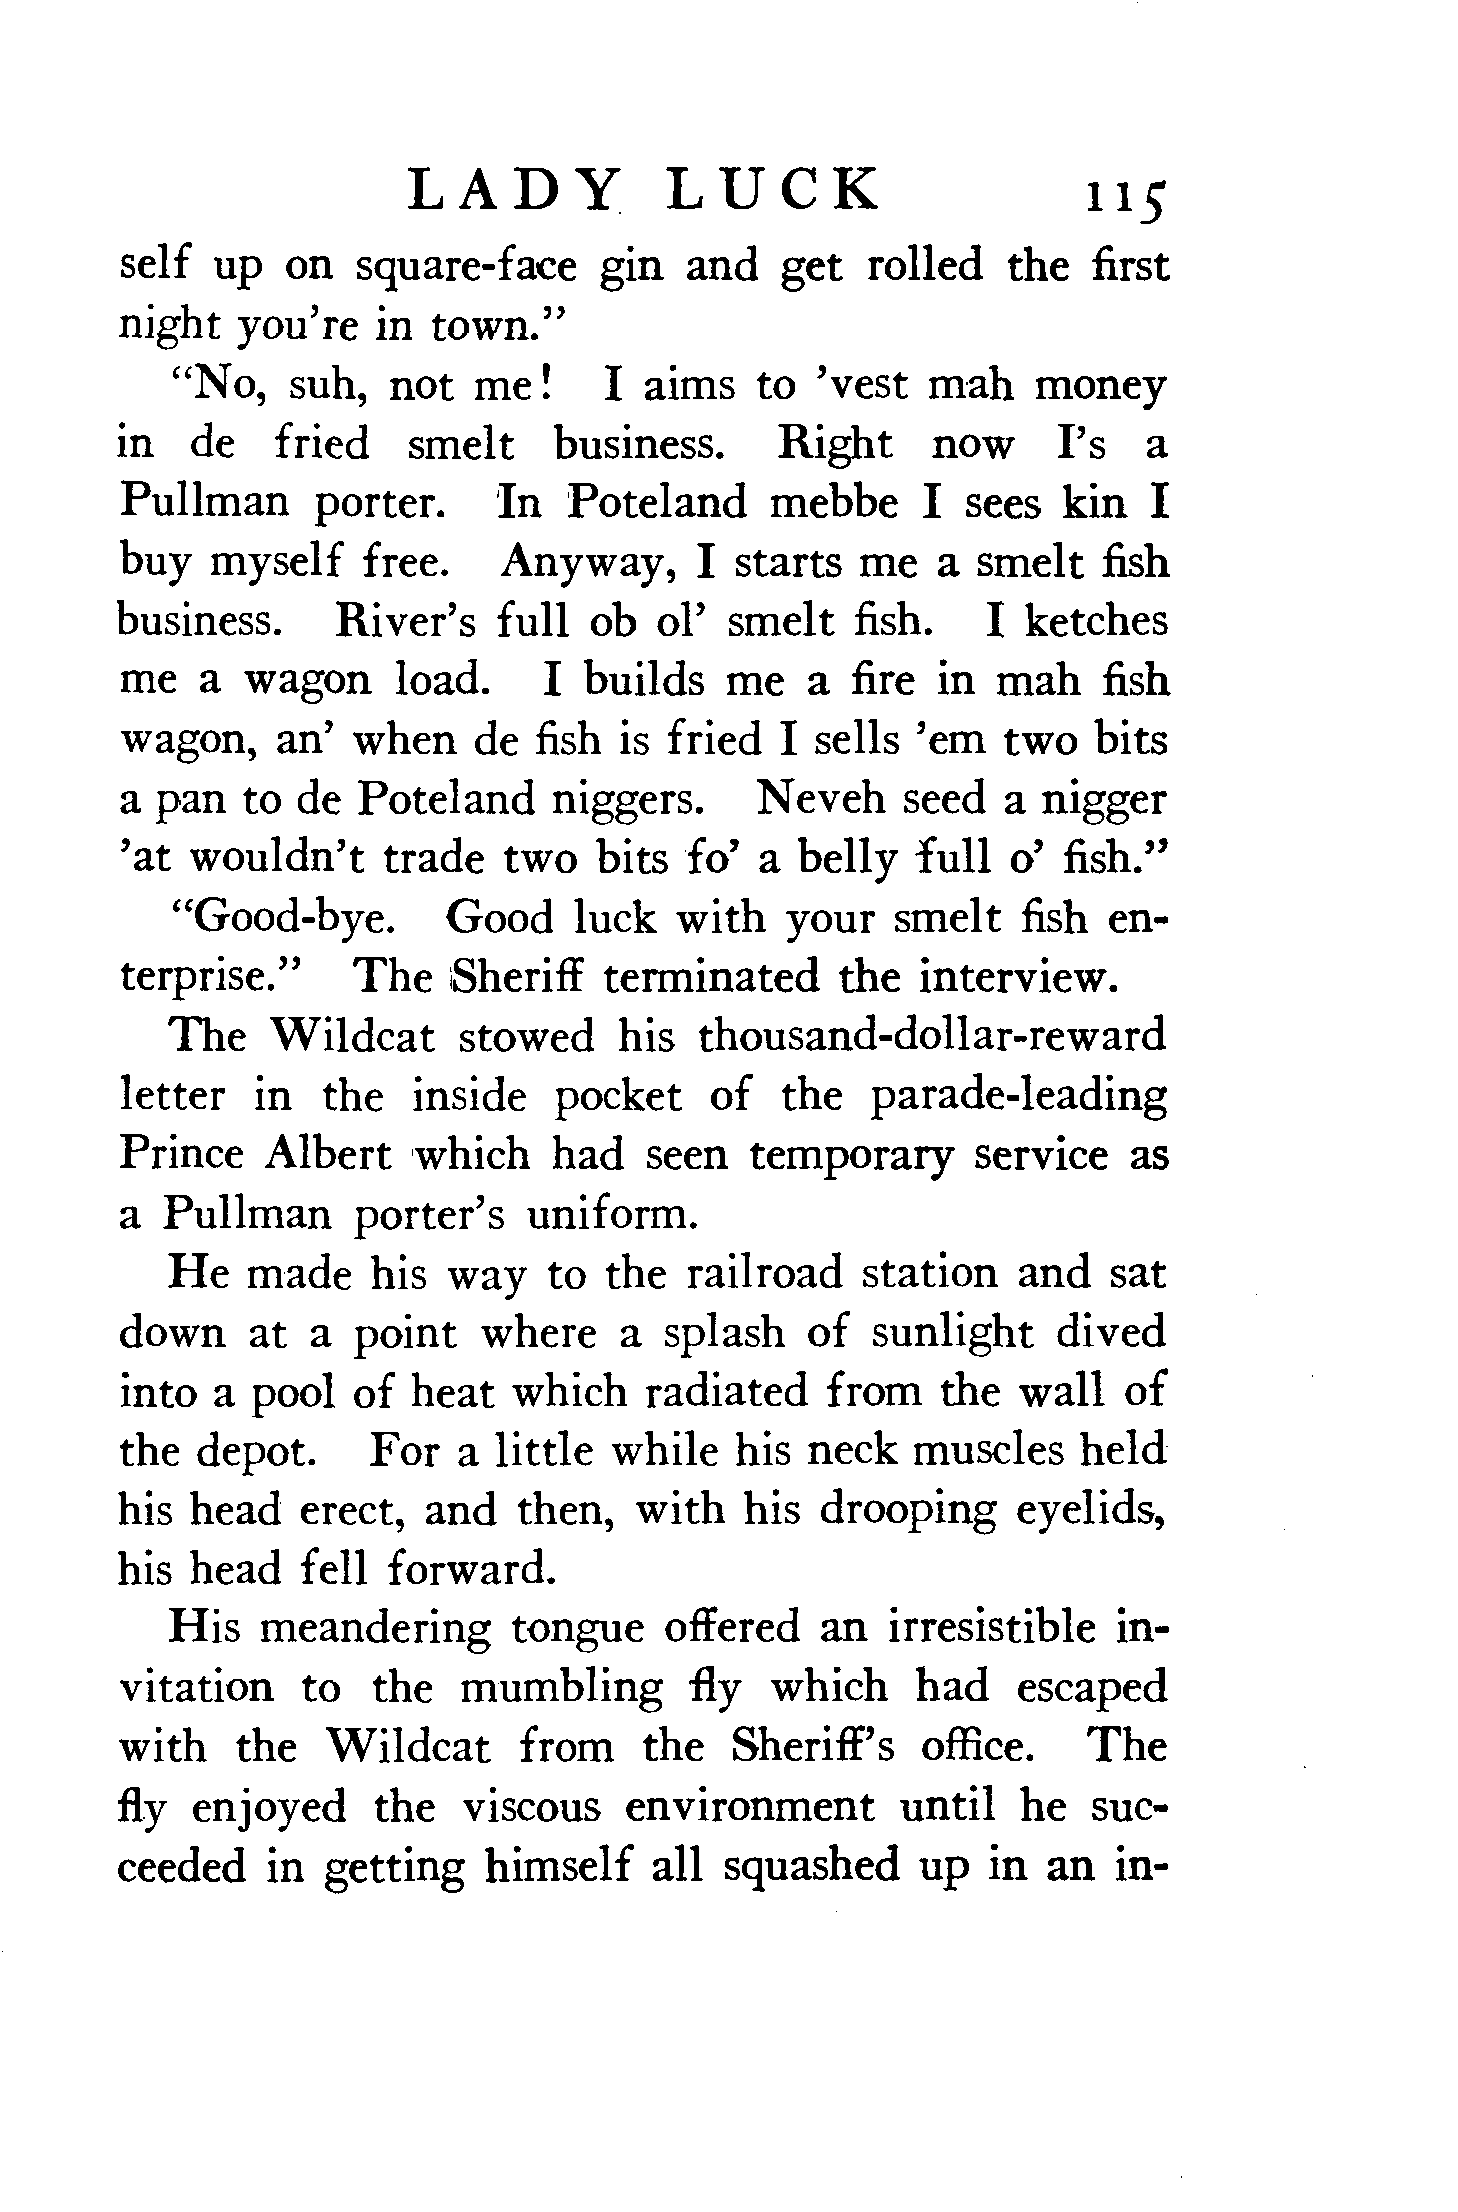 LADY LUCK 115
self up on square-face gin and get rolled the first
night you're in town."
"No, suh, not me! I aims to 'vest mah money
in de fried smelt business. Right now I's a
Pullman porter. In Poteland mebbe I sees kin I
buy myself free. Anyway, I starts me a smelt fish
business. River's full ob ol' smelt fish. I ketches
me a wagon load. I builds me a fire in mah fish
wagon, an' when de fish is fried I sells 'em two bits
a pan to de Poteland niggers. Neveh seed a nigger
'at wouldn't trade two bits fo' a belly full o' fish."
"Good-bye. Good luck with your smelt fish en-
terprise." The Sheriff terminated the interview.
The Wildcat stowed his thousand-dollar-reward
letter in the inside pocket of the parade-leading
Prince Albert which had seen temporary service as
a Pullman porter's uniform.
He made his way to the railroad station and sat
down at a point where a splash of sunlight dived
into a pool of heat which radiated from the wall of
the depot. For a little while his neck muscles held
his head erect, and then, with his drooping eyelids,
his head fell forward.
His meandering tongue offered an irresistible in-
vitation to the mumbling fly which had escaped
with the Wildcat from the Sheriff's office. The
fly enjoyed the viscous environment until he suc-
ceeded in getting himself all squashed up in an in-